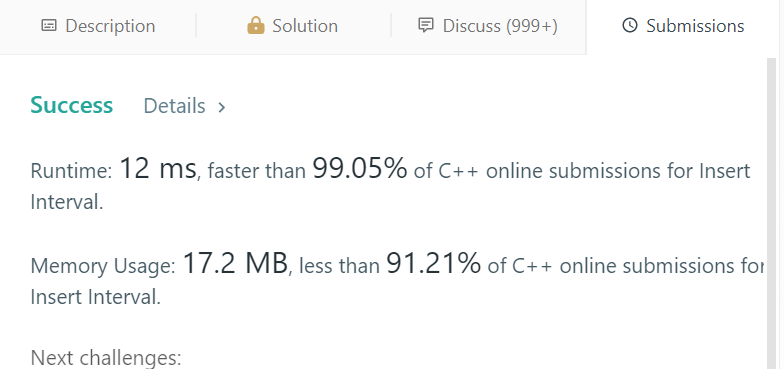 Description
Solution
Discuss (999+)
Submissions
Success Details >
Runtime: 12 ms, faster than 99.05% of C++ online submissions for Insert
Interval.
Memory Usage: 17.2 MB, less than 91.21% of C++ online submissions for
Insert Interval.
Next challenges: